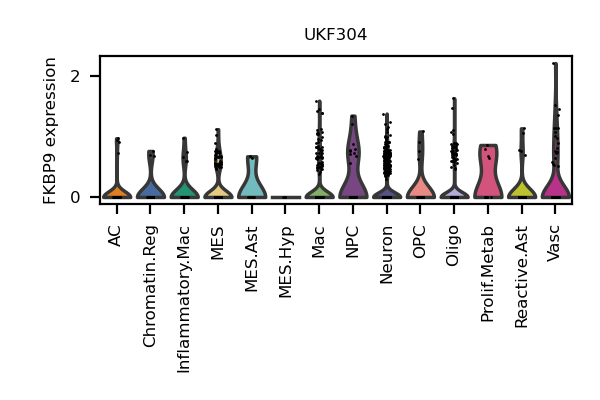 UKF304
FKBP9 expression
2
0
AC
Chromatin.Reg
Inflammatory.Mac
MES
MES.Ast
MES.Hyp
Mac
NPC
Neuron
OPC
Oligo
Prolif.Metab
Reactive.Ast
Vasc